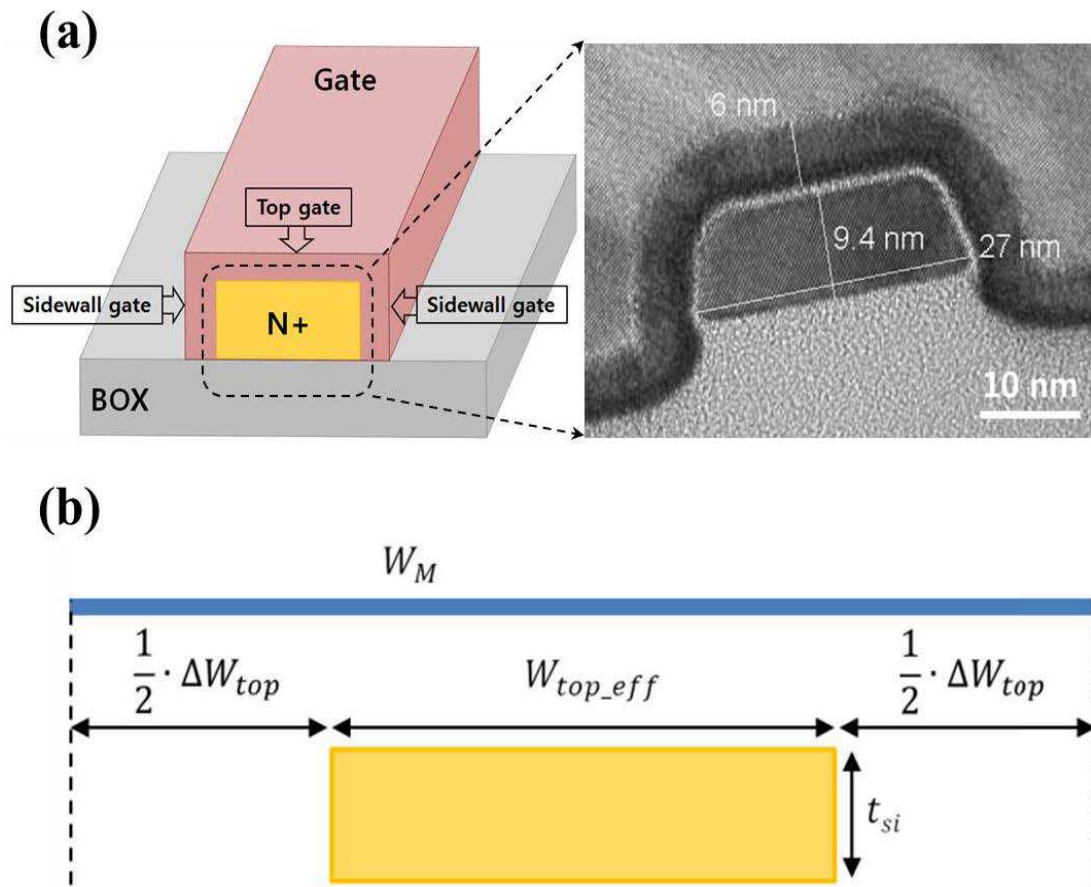 (a)
Gate
Top gate
Sidewall gate
Sidewall gate
N+
BOX
6 nm
9.4 nm
27 nm
10 nm
(b)
W_M
1/2 · ΔW_top
W_top_eff
1/2 · ΔW_top
t_si